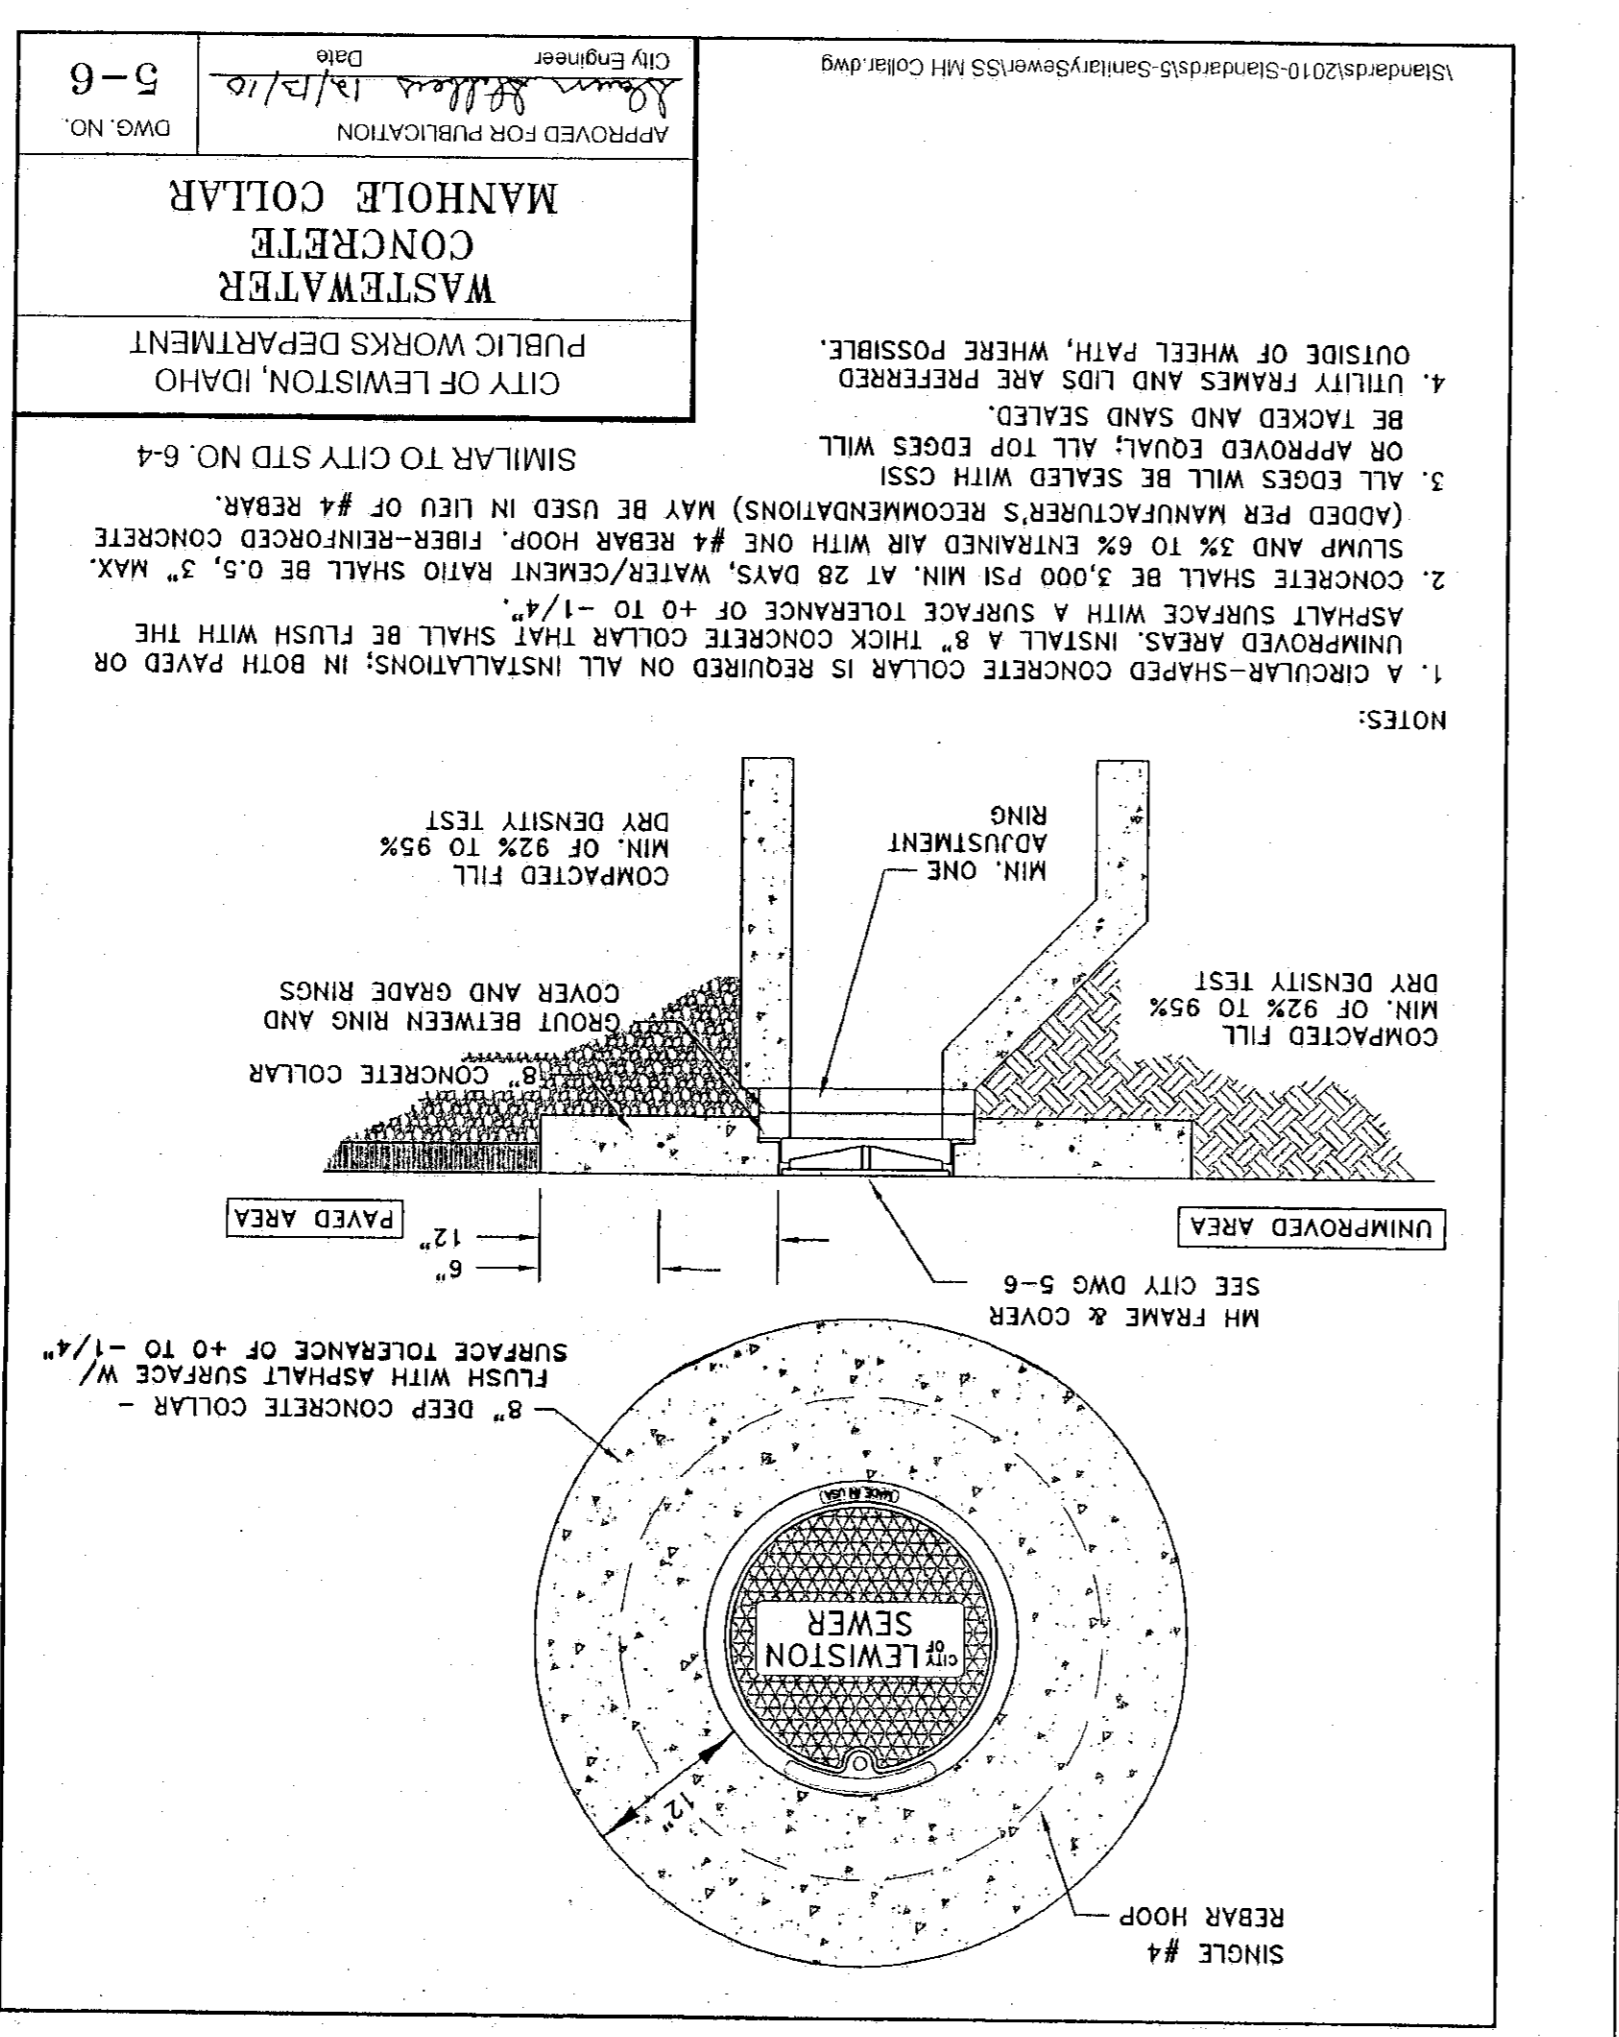 SINGLE #4
REBAR HOOP
12"
CITY OF LEWISTON
SEWER
(MADE IN USA)
8" DEEP CONCRETE COLLAR -
FLUSH WITH ASPHALT SURFACE W/
SURFACE TOLERANCE OF +0 TO -1/4"
MH FRAME & COVER
SEE CITY DWG 5-6
6"
12"
UNIMPROVED AREA
PAVED AREA
COMPACTED FILL
MIN. OF 92% TO 95%
DRY DENSITY TEST
8" CONCRETE COLLAR
GROUT BETWEEN RING AND
COVER AND GRADE RINGS
MIN. ONE
ADJUSTMENT
RING
COMPACTED FILL
MIN. OF 92% TO 95%
DRY DENSITY TEST
NOTES:
1. A CIRCULAR-SHAPED CONCRETE COLLAR IS REQUIRED ON ALL INSTALLATIONS; IN BOTH PAVED OR
UNIMPROVED AREAS. INSTALL A 8" THICK CONCRETE COLLAR THAT SHALL BE FLUSH WITH THE
ASPHALT SURFACE WITH A SURFACE TOLERANCE OF +0 TO -1/4".
2. CONCRETE SHALL BE 3,000 PSI MIN. AT 28 DAYS, WATER/CEMENT RATIO SHALL BE 0.5, 3" MAX.
SLUMP AND 3% TO 6% ENTRAINED AIR WITH ONE #4 REBAR HOOP. FIBER-REINFORCED CONCRETE
(ADDED PER MANUFACTURER'S RECOMMENDATIONS) MAY BE USED IN LIEU OF #4 REBAR.
3. ALL EDGES WILL BE SEALED WITH CSSI
OR APPROVED EQUAL; ALL TOP EDGES WILL
BE TACKED AND SAND SEALED.
4. UTILITY FRAMES AND LIDS ARE PREFERRED
OUTSIDE OF WHEEL PATH, WHERE POSSIBLE.
SIMILAR TO CITY STD NO. 6-4
CITY OF LEWISTON, IDAHO
PUBLIC WORKS DEPARTMENT
WASTEWATER
CONCRETE
MANHOLE COLLAR
APPROVED FOR PUBLICATION
12/13/10
City Engineer Date
DWG. NO.
5-6
\Standards\2010-Standards\5-SanitarySewer\SS MH Collar.dwg